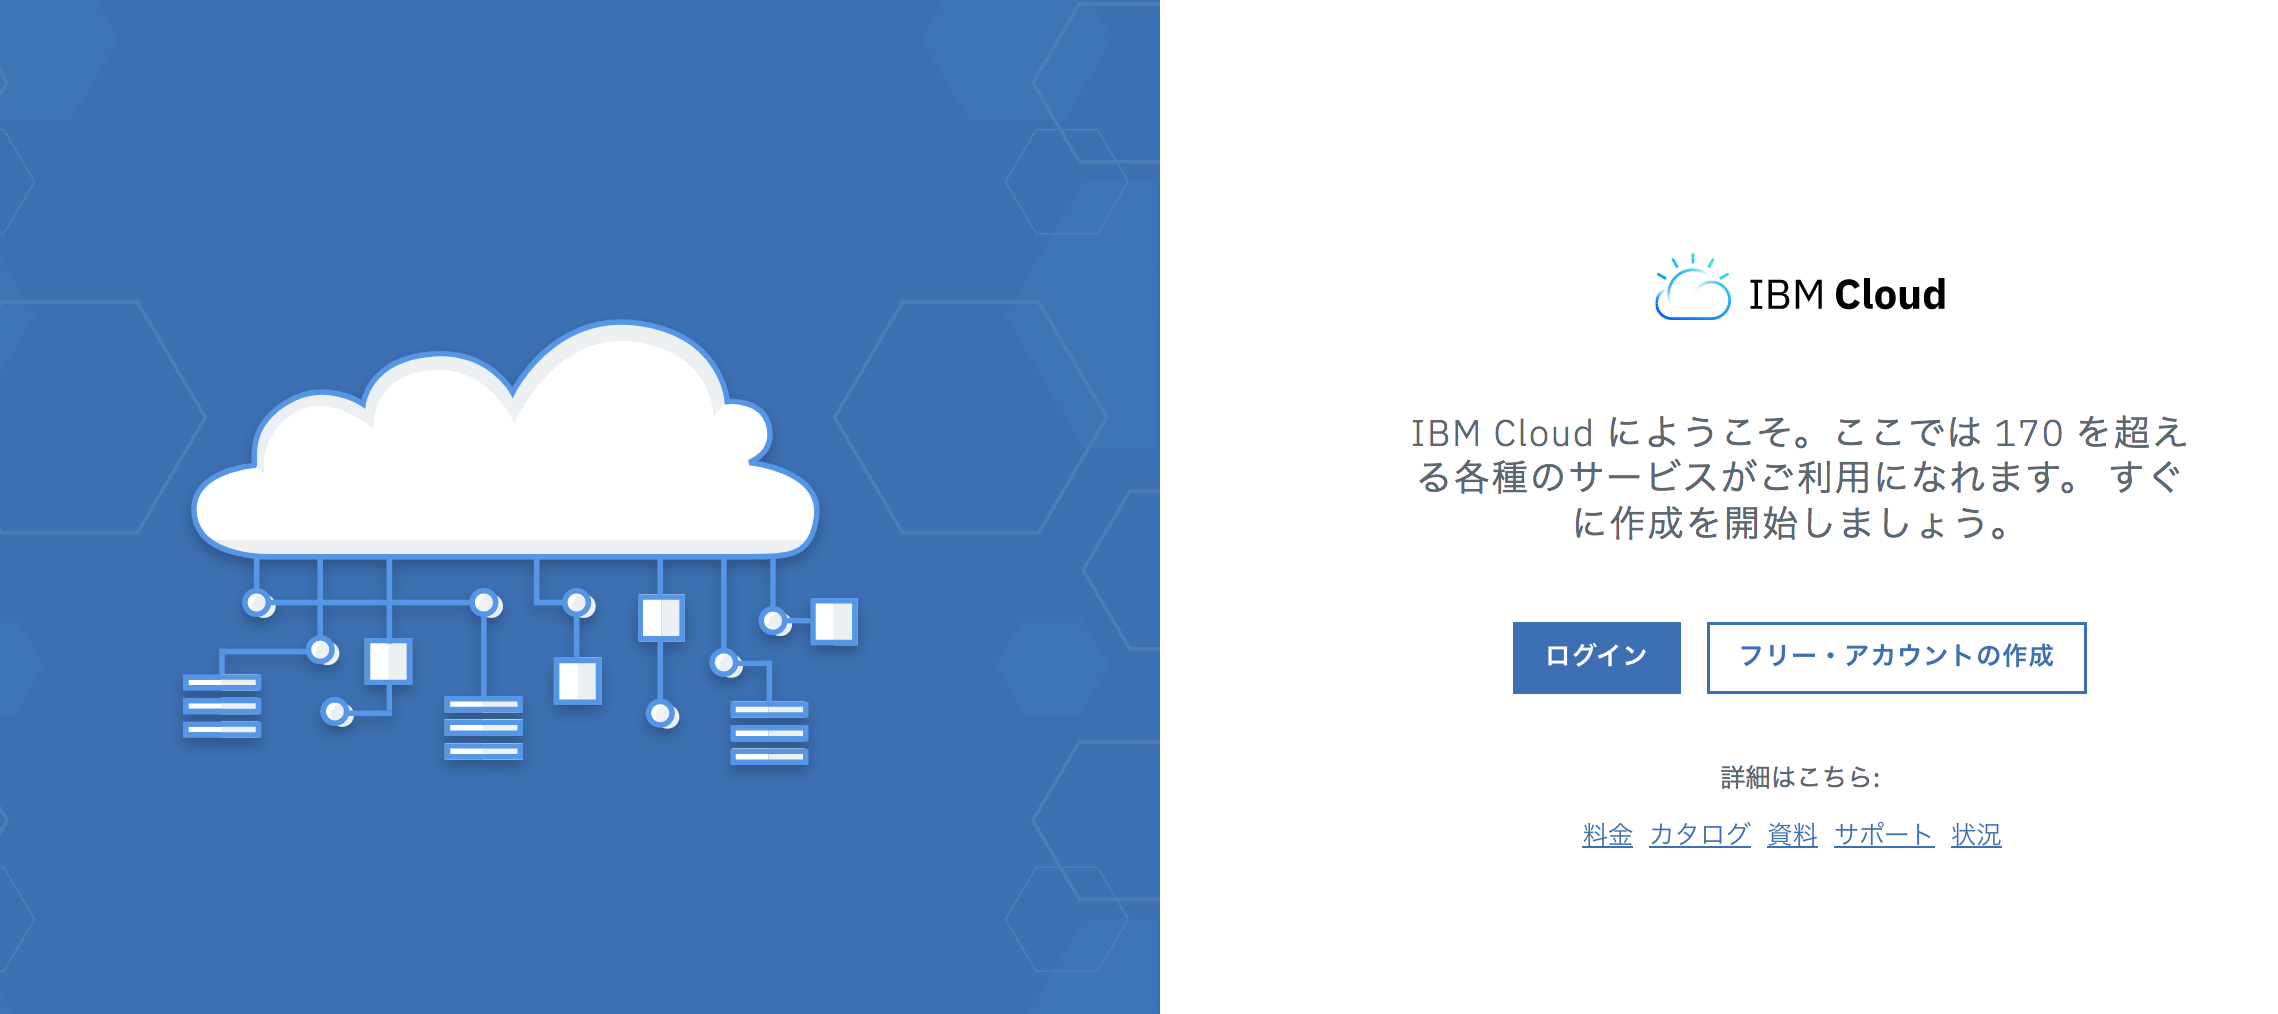 IBM Cloud
IBM Cloud にようこそ。ここでは 170 を超え
る各種のサービスがご利用になれます。 すぐ
に作成を開始しましょう。
ログイン フリー・アカウントの作成
詳細はこちら:
料金 カタログ 資料 サポート 状況